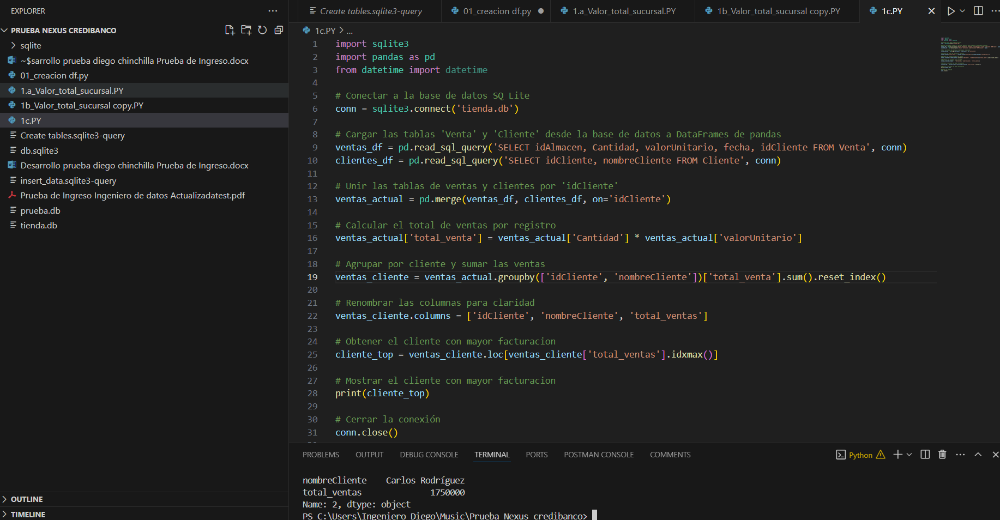 EXPLORER
PRUEBA NEXUS CREDIBANCO
sqlite
~$sarrollo prueba diego chinchilla Prueba de Ingreso.docx
01_creacion df.py
1.a_Valor_total_sucursal.PY
1b_Valor_total_sucursal copy.PY
1c.PY
Create tables.sqlite3-query
db.sqlite3
Desarrollo prueba diego chinchilla Prueba de Ingreso.docx
insert_data.sqlite3-query
Prueba de Ingreso Ingeniero de datos Actualizadatest.pdf
prueba.db
tienda.db
OUTLINE
TIMELINE
Create tables.sqlite3-query
01_creacion df.py
1.a_Valor_total_sucursal.PY
1b_Valor_total_sucursal copy.PY
1c.PY
1c.PY > ...
1 import sqlite3
2 import pandas as pd
3 from datetime import datetime
4
5 # Conectar a la base de datos SQ Lite
6 conn = sqlite3.connect('tienda.db')
7
8 # Cargar las tablas 'Venta' y 'Cliente' desde la base de datos a DataFrames de pandas
9 ventas_df = pd.read_sql_query('SELECT idAlmacen, Cantidad, valorUnitario, fecha, idCliente FROM Venta', conn)
10 clientes_df = pd.read_sql_query('SELECT idCliente, nombreCliente FROM Cliente', conn)
11
12 # Unir las tablas de ventas y clientes por 'idCliente'
13 ventas_actual = pd.merge(ventas_df, clientes_df, on='idCliente')
14
15 # Calcular el total de ventas por registro
16 ventas_actual['total_venta'] = ventas_actual['Cantidad'] * ventas_actual['valorUnitario']
17
18 # Agrupar por cliente y sumar las ventas
19 ventas_cliente = ventas_actual.groupby(['idCliente', 'nombreCliente'])['total_venta'].sum().reset_index()
20
21 # Renombrar las columnas para claridad
22 ventas_cliente.columns = ['idCliente', 'nombreCliente', 'total_ventas']
23
24 # Obtener el cliente con mayor facturacion
25 cliente_top = ventas_cliente.loc[ventas_cliente['total_ventas'].idxmax()]
26
27 # Mostrar el cliente con mayor facturacion
28 print(cliente_top)
29
30 # Cerrar la conexión
31 conn.close()
PROBLEMS OUTPUT DEBUG CONSOLE TERMINAL PORTS POSTMAN CONSOLE COMMENTS
Python
nombreCliente Carlos Rodríguez
total_ventas 1750000
Name: 2, dtype: object
PS C:\Users\Ingeniero Diego\Music\Prueba Nexus credibanco>